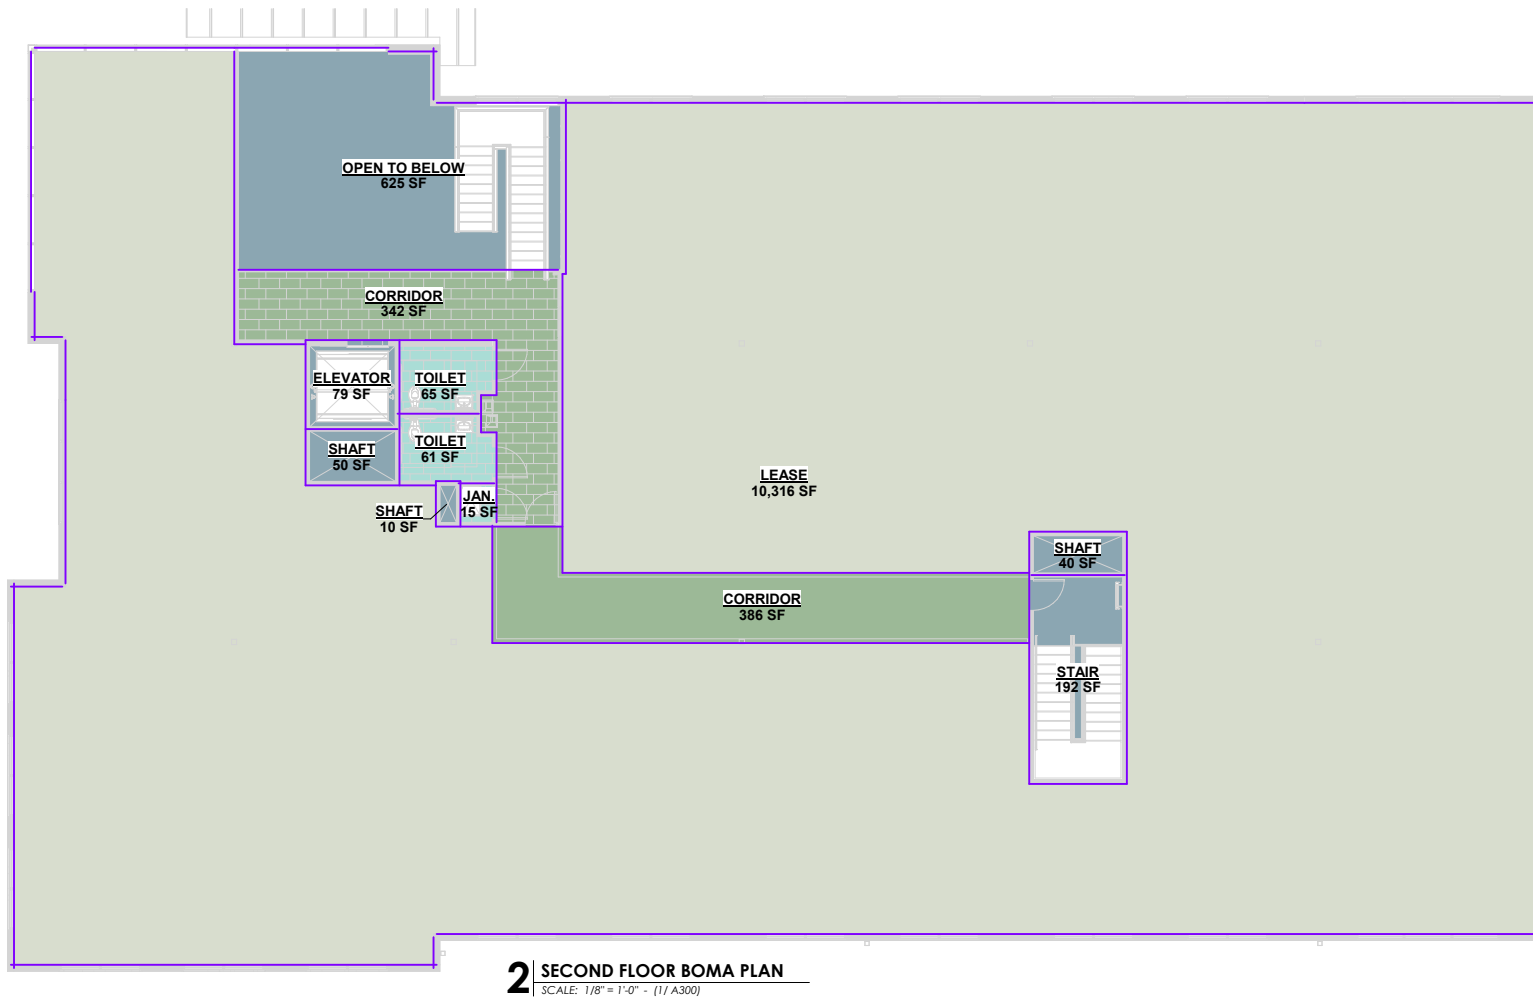 OPEN TO BELOW
625 SF
CORRIDOR
342 SF
ELEVATOR
79 SF
TOILET
65 SF
TOILET
61 SF
SHAFT
50 SF
JAN.
15 SF
SHAFT
10 SF
LEASE
10,316 SF
SHAFT
40 SF
CORRIDOR
386 SF
STAIR
192 SF
2 SECOND FLOOR BOMA PLAN
SCALE: 1/8" = 1'-0" - (1/ A300)